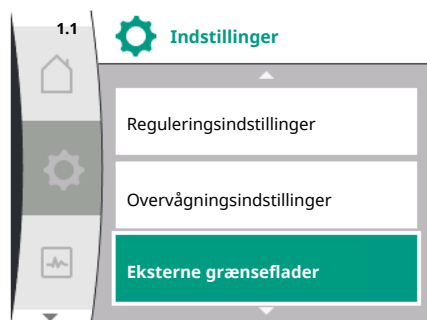 1.1
Indstillinger
Reguleringsindstillinger
Overvågningsindstillinger
Eksterne grænseflader